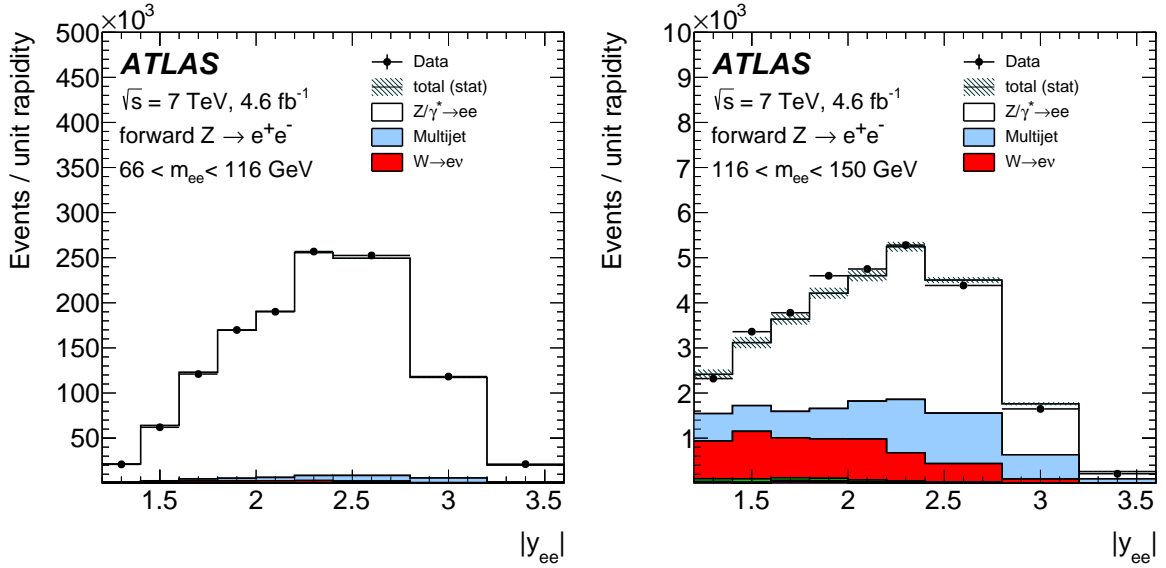 ×10³
500
450
400
350
300
250
200
150
100
50
Events / unit rapidity
ATLAS
√s = 7 TeV, 4.6 fb⁻¹
forward Z → e⁺e⁻
66 < mₑₑ < 116 GeV
Data
total (stat)
Z/γ*→ee
Multijet
W→eν
1.5 2 2.5 3 3.5
|yₑₑ|
×10³
10
9
8
7
6
5
4
3
2
1
Events / unit rapidity
ATLAS
√s = 7 TeV, 4.6 fb⁻¹
forward Z → e⁺e⁻
116 < mₑₑ < 150 GeV
Data
total (stat)
Z/γ*→ee
Multijet
W→eν
1.5 2 2.5 3 3.5
|yₑₑ|